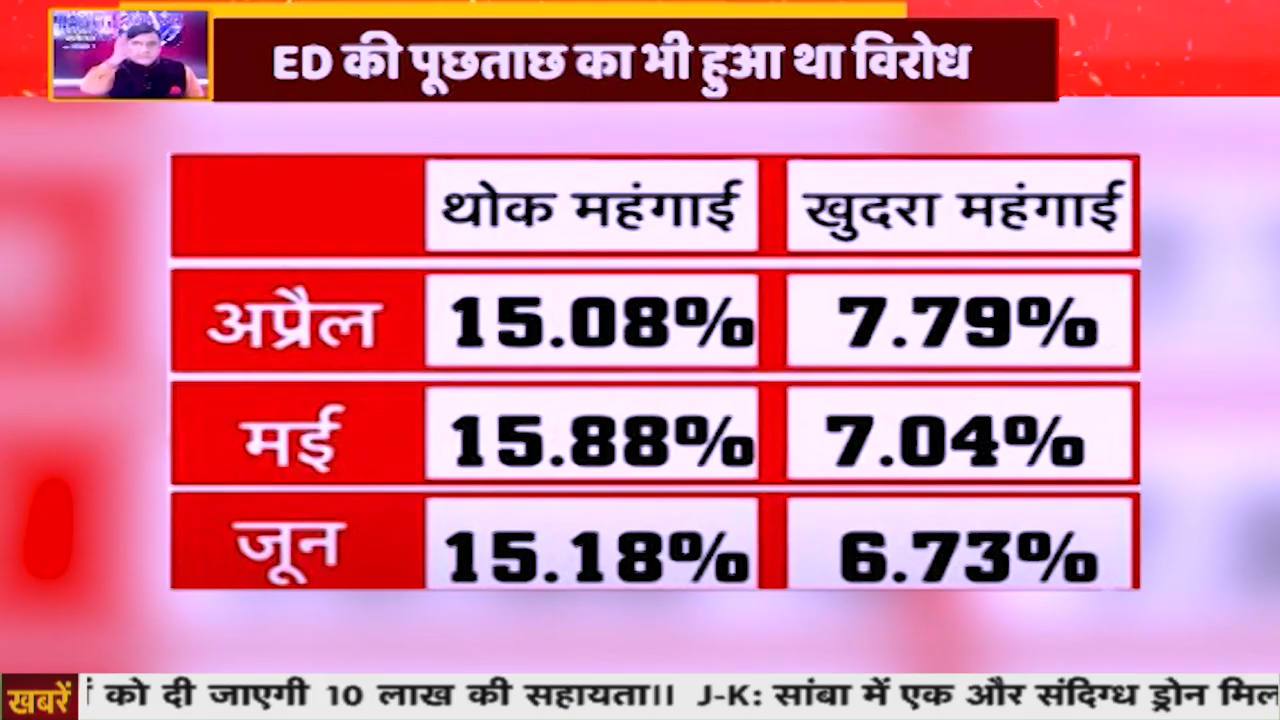 ED की पूछताछ का भी हुआ था विरोध
थोक महंगाई खुदरा महंगाई
अप्रैल 15.08% 7.79%
मई 15.88% 7.04%
जून 15.18% 6.73%
खबरें को दी जाएगी 10 लाख की सहायता।। J-K: सांबा में एक और संदिग्ध ड्रोन